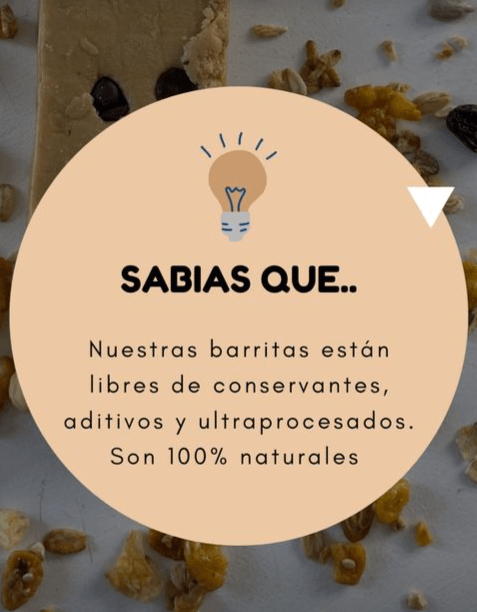 SABIAS QUE..
Nuestras barritas están
libres de conservantes,
aditivos y ultraprocesados.
Son 100% naturales